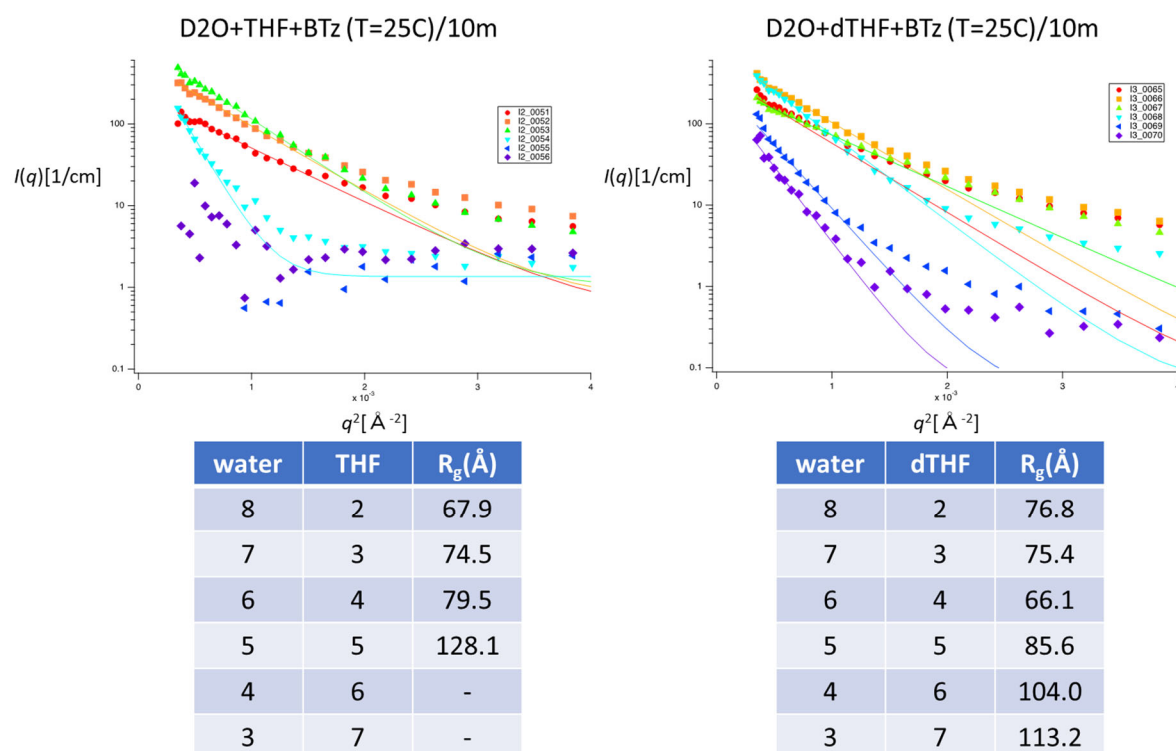 D2O+THF+BTz (T=25C)/10m
D2O+dTHF+BTz (T=25C)/10m
I(q)[1/cm]
100
10
1
0.1
I2_0051
I2_0052
I2_0053
I2_0054
I2_0055
I2_0056
0 1 2 3 4
x 10⁻³
q²[Å⁻²]
I(q)[1/cm]
100
10
1
0.1
I3_0065
I3_0066
I3_0067
I3_0068
I3_0069
I3_0070
0 1 2 3 4
x 10⁻³
q²[Å⁻²]
water THF Rg(Å)
8 2 67.9
7 3 74.5
6 4 79.5
5 5 128.1
4 6 -
3 7 -
water dTHF Rg(Å)
8 2 76.8
7 3 75.4
6 4 66.1
5 5 85.6
4 6 104.0
3 7 113.2